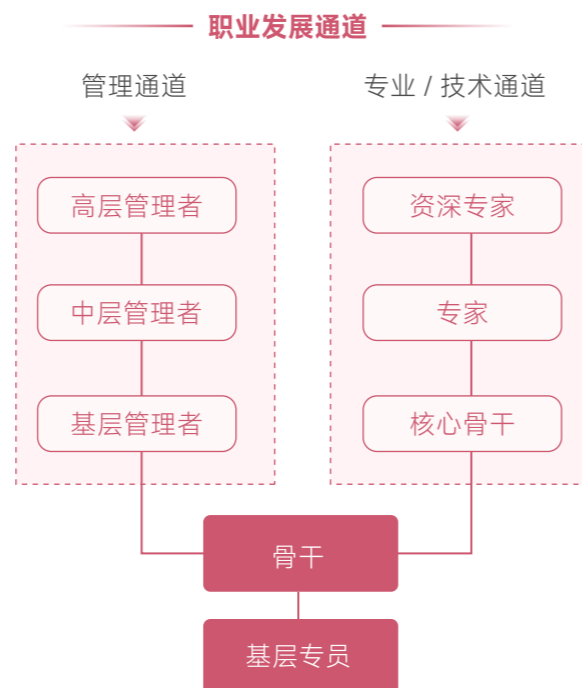 职业发展通道
管理通道
专业 / 技术通道
高层管理者
资深专家
中层管理者
专家
基层管理者
核心骨干
骨干
基层专员